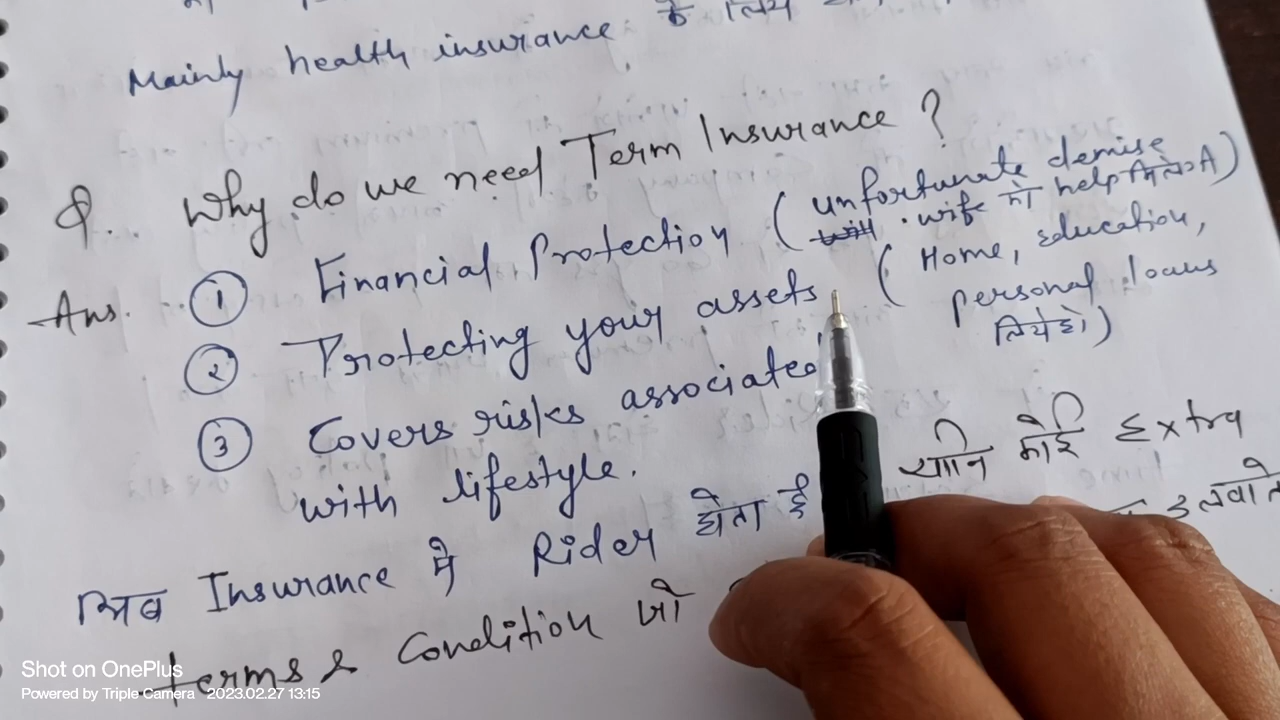 Mainly health insurance के लिये
Q. Why do we need Term Insurance ?
Ans. ① Financial Protection ( unfortunate demise
wife को help मिलेगा )
② Protecting your assets ( Home, education,
personal loans
लिये हो )
③ Covers risks associated
with lifestyle.
अब Insurance मे Rider होता है यानि कोई Extra
Terms & Condition जो डलवाते
Shot on OnePlus
Powered by Triple Camera 2023.02.27 13:15